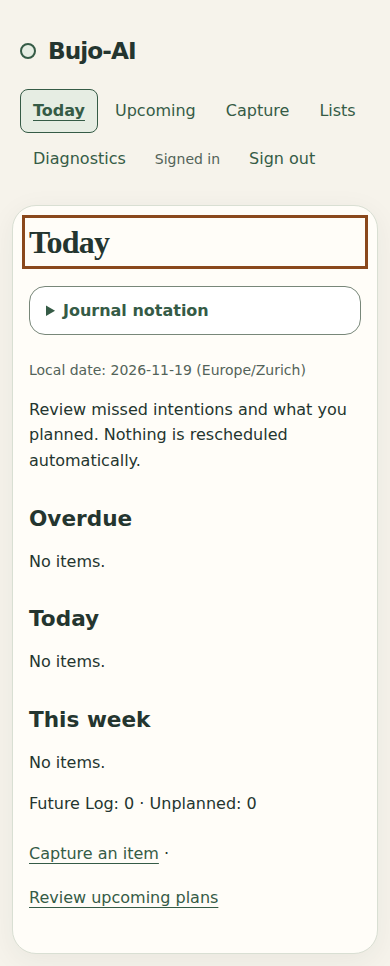 Bujo-AI
Today Upcoming Capture Lists
Diagnostics Signed in Sign out
Today
Journal notation
Local date: 2026-11-19 (Europe/Zurich)
Review missed intentions and what you
planned. Nothing is rescheduled
automatically.
Overdue
No items.
Today
No items.
This week
No items.
Future Log: 0 · Unplanned: 0
Capture an item ·
Review upcoming plans